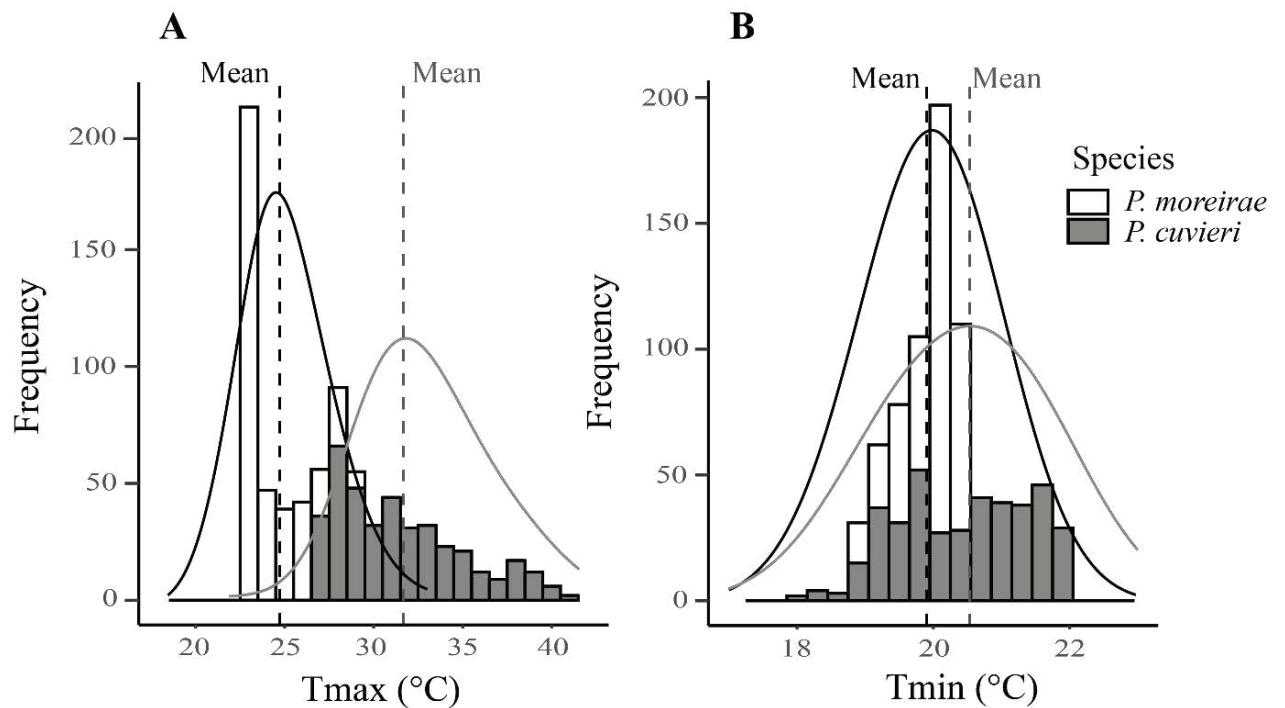 A
Mean
Mean
200
150
100
50
0
Frequency
20
25
30
35
40
Tmax (°C)
B
Mean
Mean
200
150
100
50
0
Frequency
18
20
22
Tmin (°C)
Species
P. moreirae
P. cuvieri